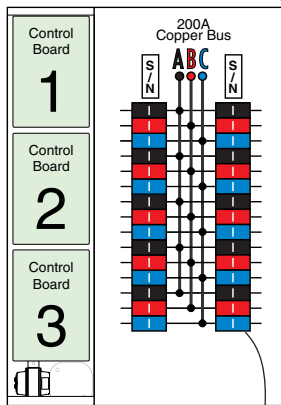 Control
Board
1
Control
Board
2
Control
Board
3
200A
Copper Bus
S/N
A B C
S/N